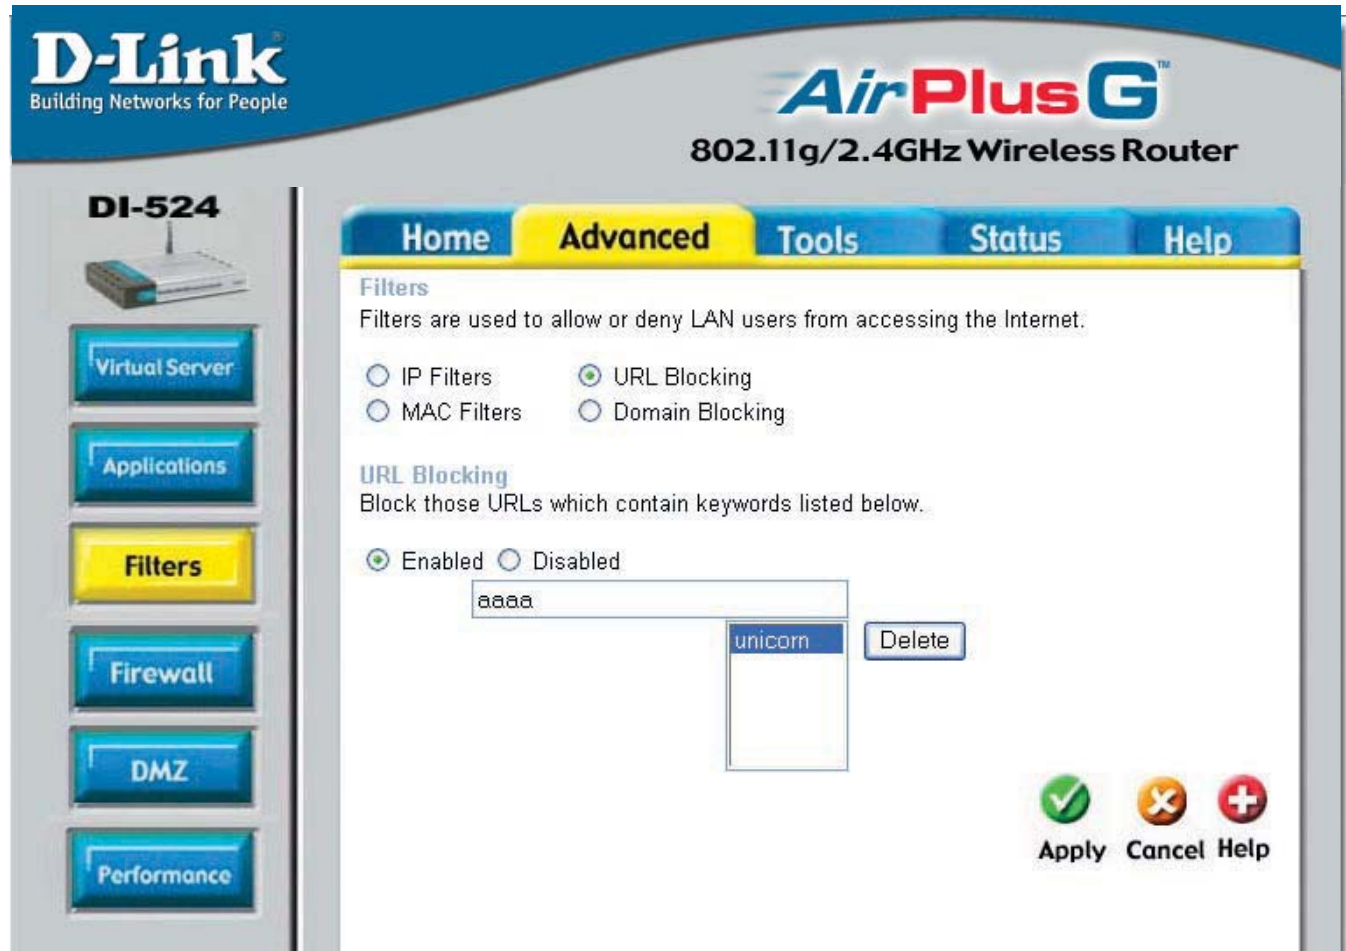 D-Link
Building Networks for People
AirPlus G™
802.11g/2.4GHz Wireless Router
DI-524
Home Advanced Tools Status Help
Filters
Filters are used to allow or deny LAN users from accessing the Internet.
IP Filters URL Blocking
MAC Filters Domain Blocking
URL Blocking
Block those URLs which contain keywords listed below.
Enabled Disabled
aaaa
unicorn Delete
Virtual Server
Applications
Filters
Firewall
DMZ
Performance
Apply Cancel Help